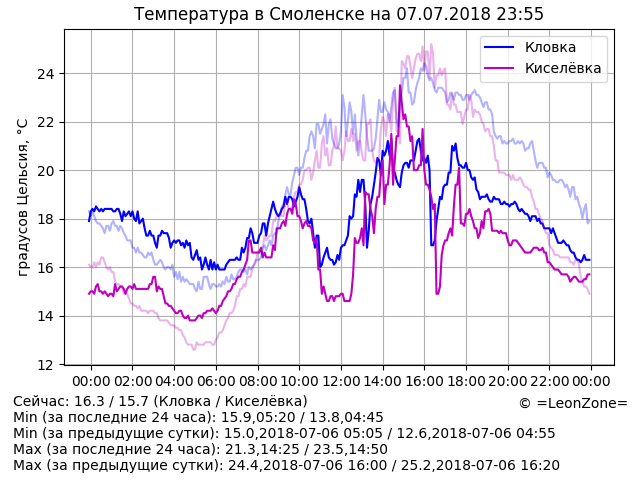 Температура в Смоленске на 07.07.2018 23:55
Кловка
Киселёвка
градусов Цельсия, °C
24
22
20
18
16
14
12
00:00 02:00 04:00 06:00 08:00 10:00 12:00 14:00 16:00 18:00 20:00 22:00 00:00
Сейчас: 16.3 / 15.7 (Кловка / Киселёвка)
© =LeonZone=
Min (за последние 24 часа): 15.9,05:20 / 13.8,04:45
Min (за предыдущие сутки): 15.0,2018-07-06 05:05 / 12.6,2018-07-06 04:55
Max (за последние 24 часа): 21.3,14:25 / 23.5,14:50
Max (за предыдущие сутки): 24.4,2018-07-06 16:00 / 25.2,2018-07-06 16:20